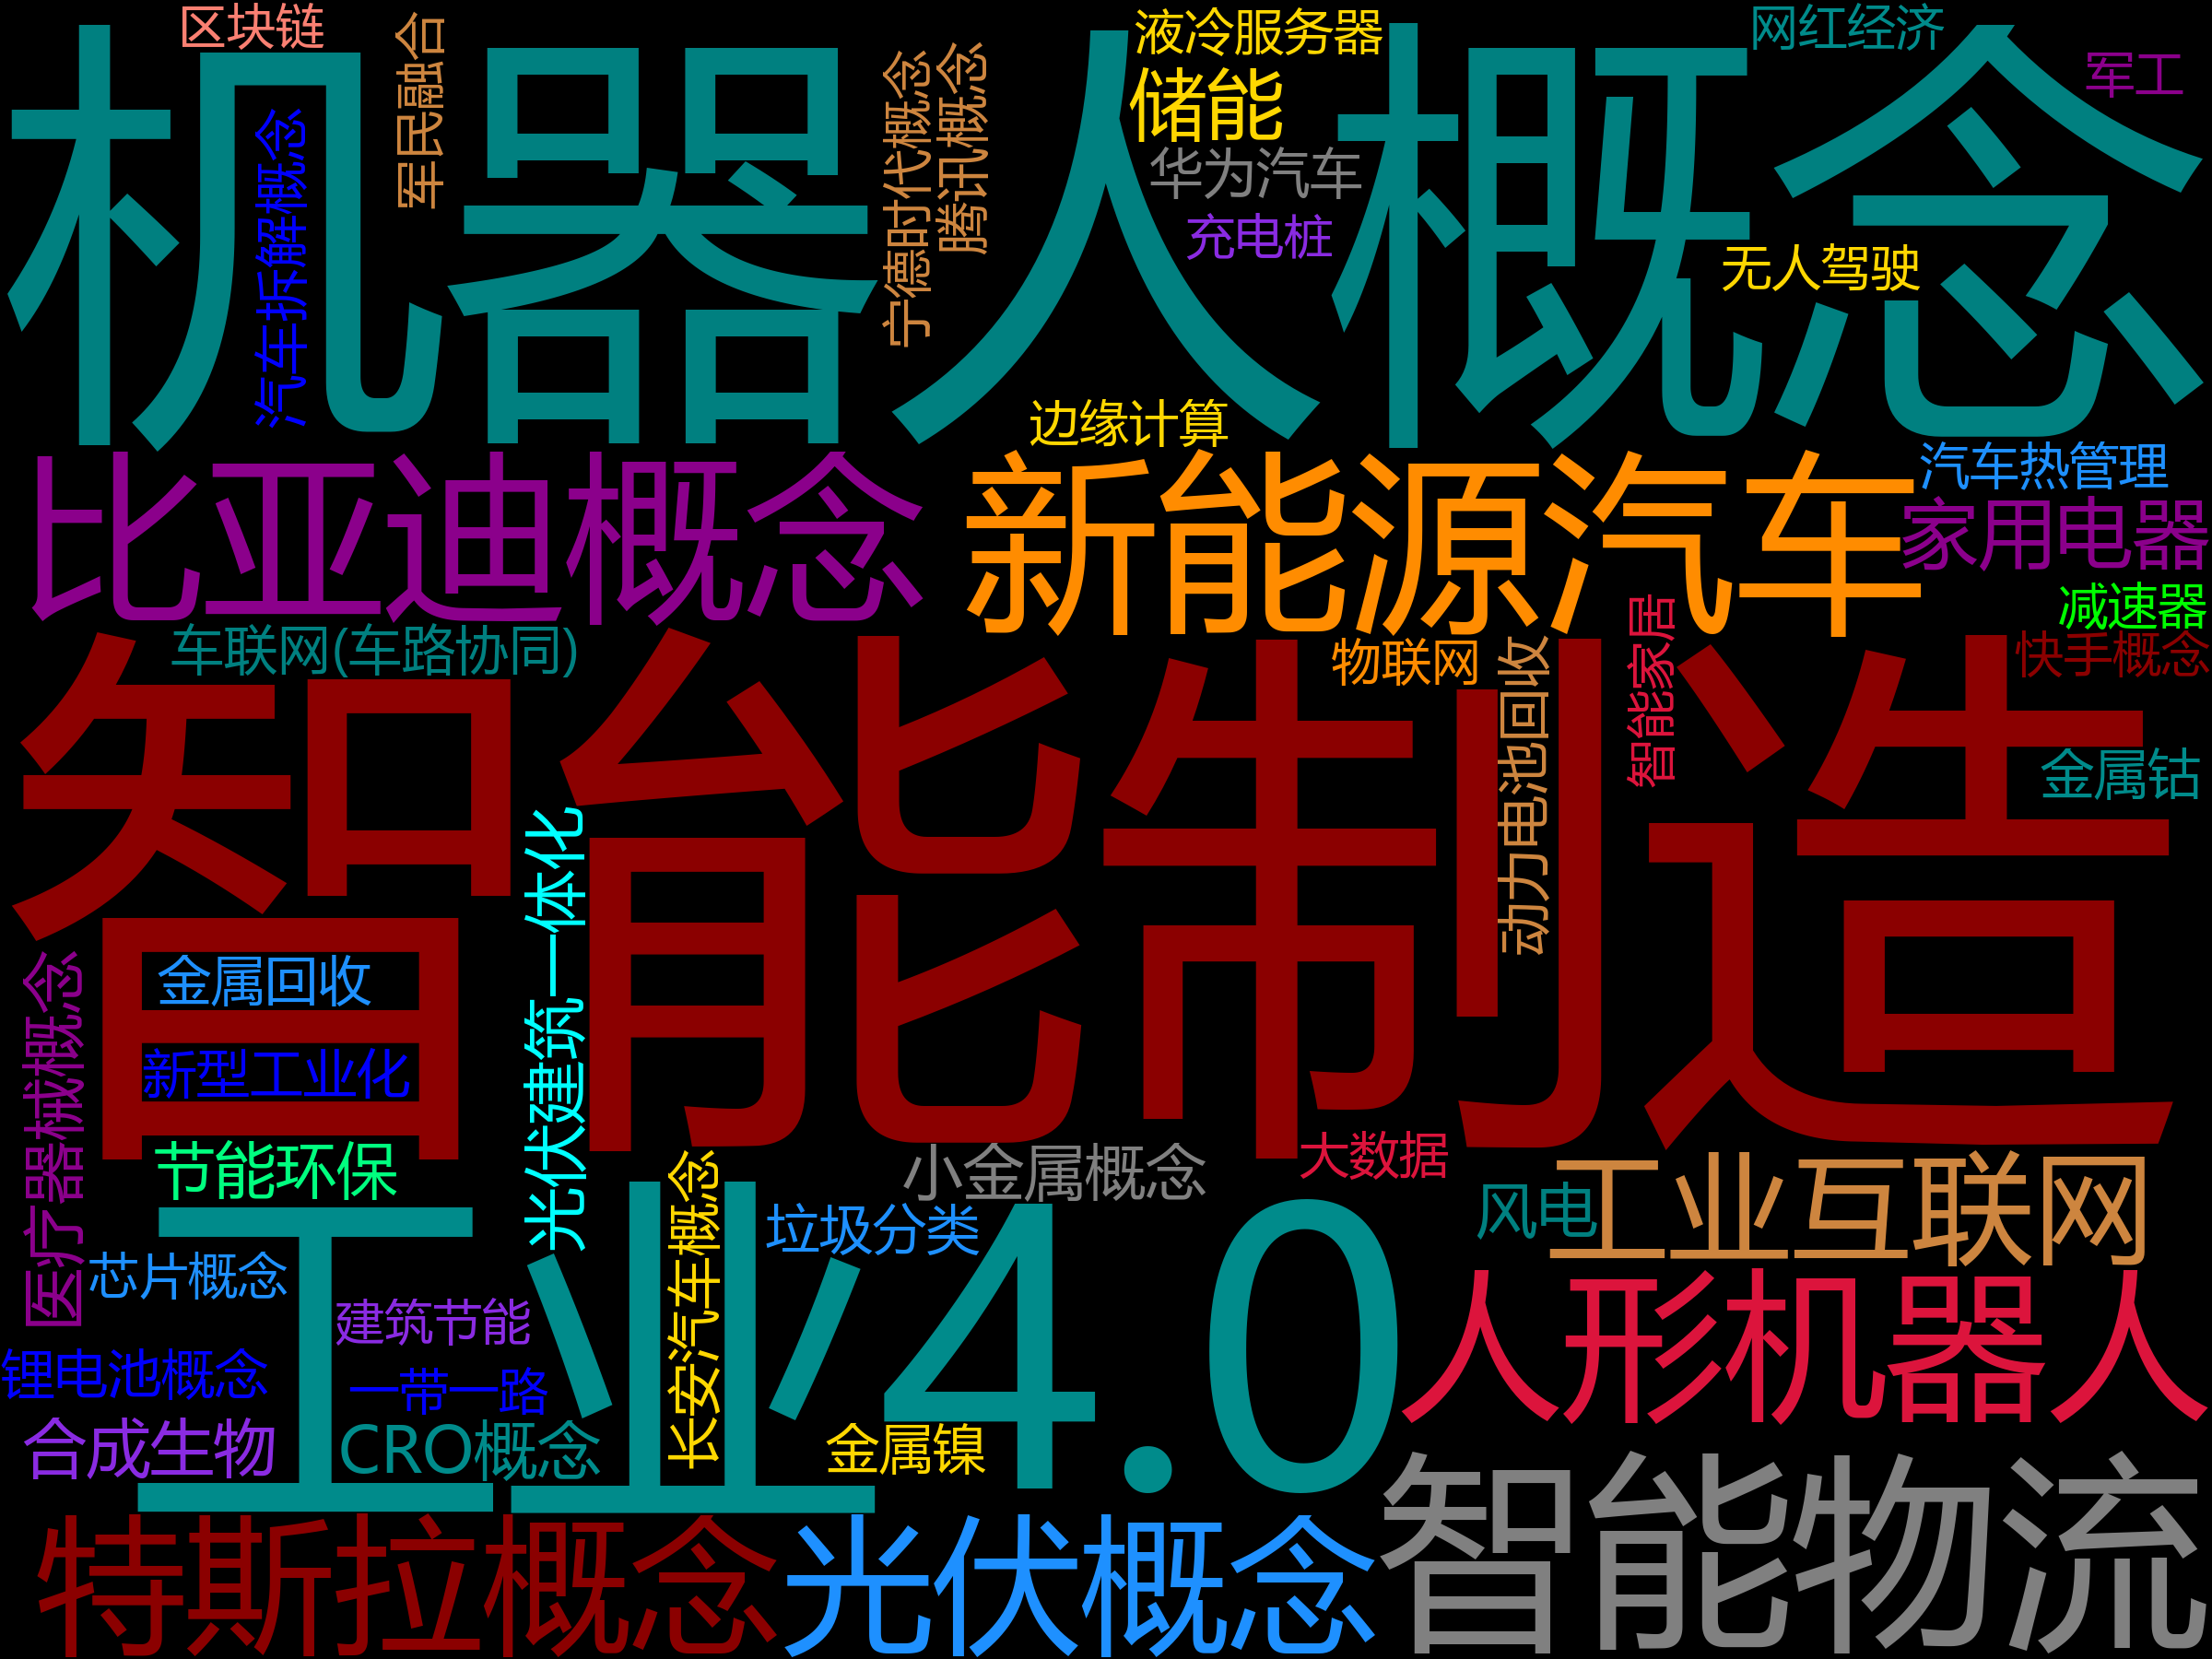 区块链
军民融合
液冷服务器
网红经济
军工
机器人概念
汽车拆解概念
宁德时代概念
腾讯概念
储能
华为汽车
充电桩
无人驾驶
边缘计算
比亚迪概念
新能源汽车
汽车热管理
家用电器
减速器
车联网(车路协同)
物联网
动力电池回收
智能家居
快手概念
智能制造
金属钴
光伏建筑一体化
金属回收
医疗器械概念
新型工业化
节能环保
小金属概念
大数据
工业互联网
风电
长安汽车概念
垃圾分类
芯片概念
工业4.0
建筑节能
人形机器人
锂电池概念
一带一路
合成生物
CRO概念
金属镍
智能物流
特斯拉概念
光伏概念